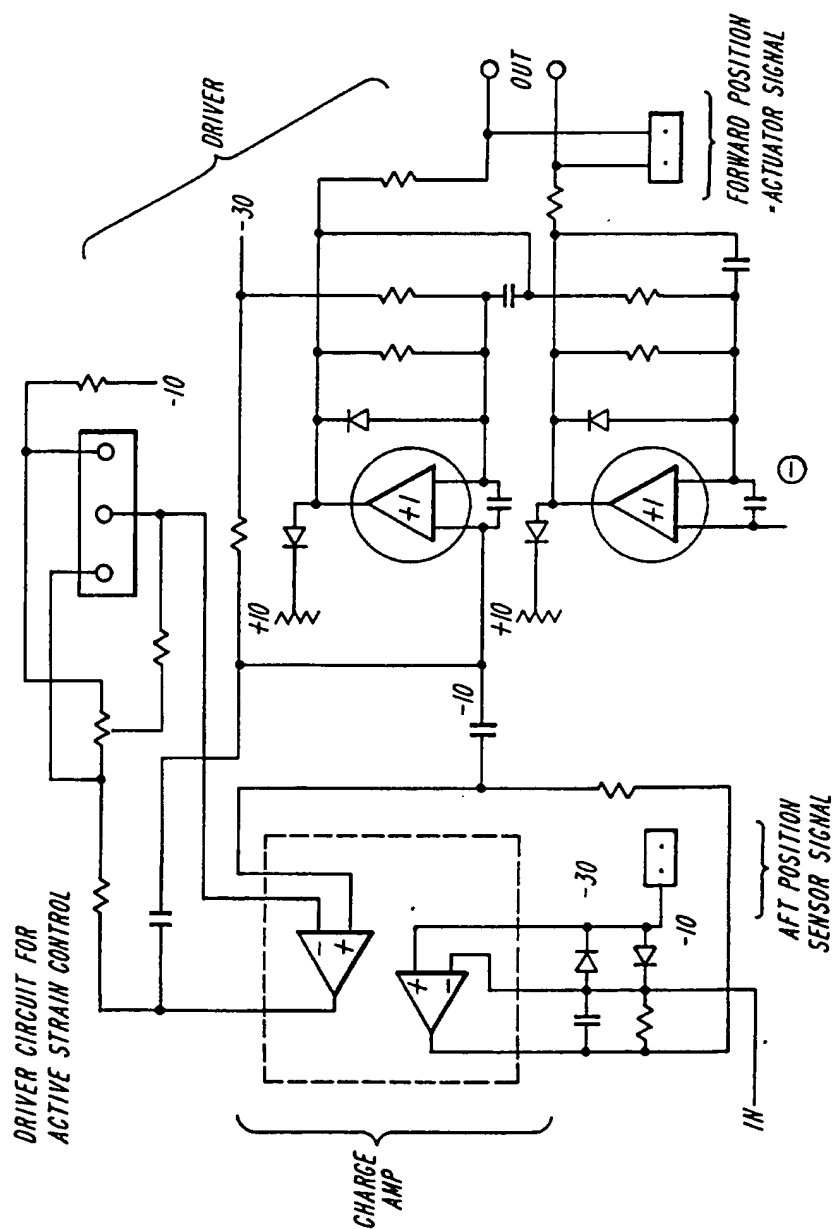 DRIVER CIRCUIT FOR
ACTIVE STRAIN CONTROL
DRIVER
-10
-30
CHARGE
AMP
-
+
+
-
-30
-10
-10
+10
+1
+10
+1
⊖
OUT
IN
AFT POSITION
SENSOR SIGNAL
FORWARD POSITION
-ACTUATOR SIGNAL